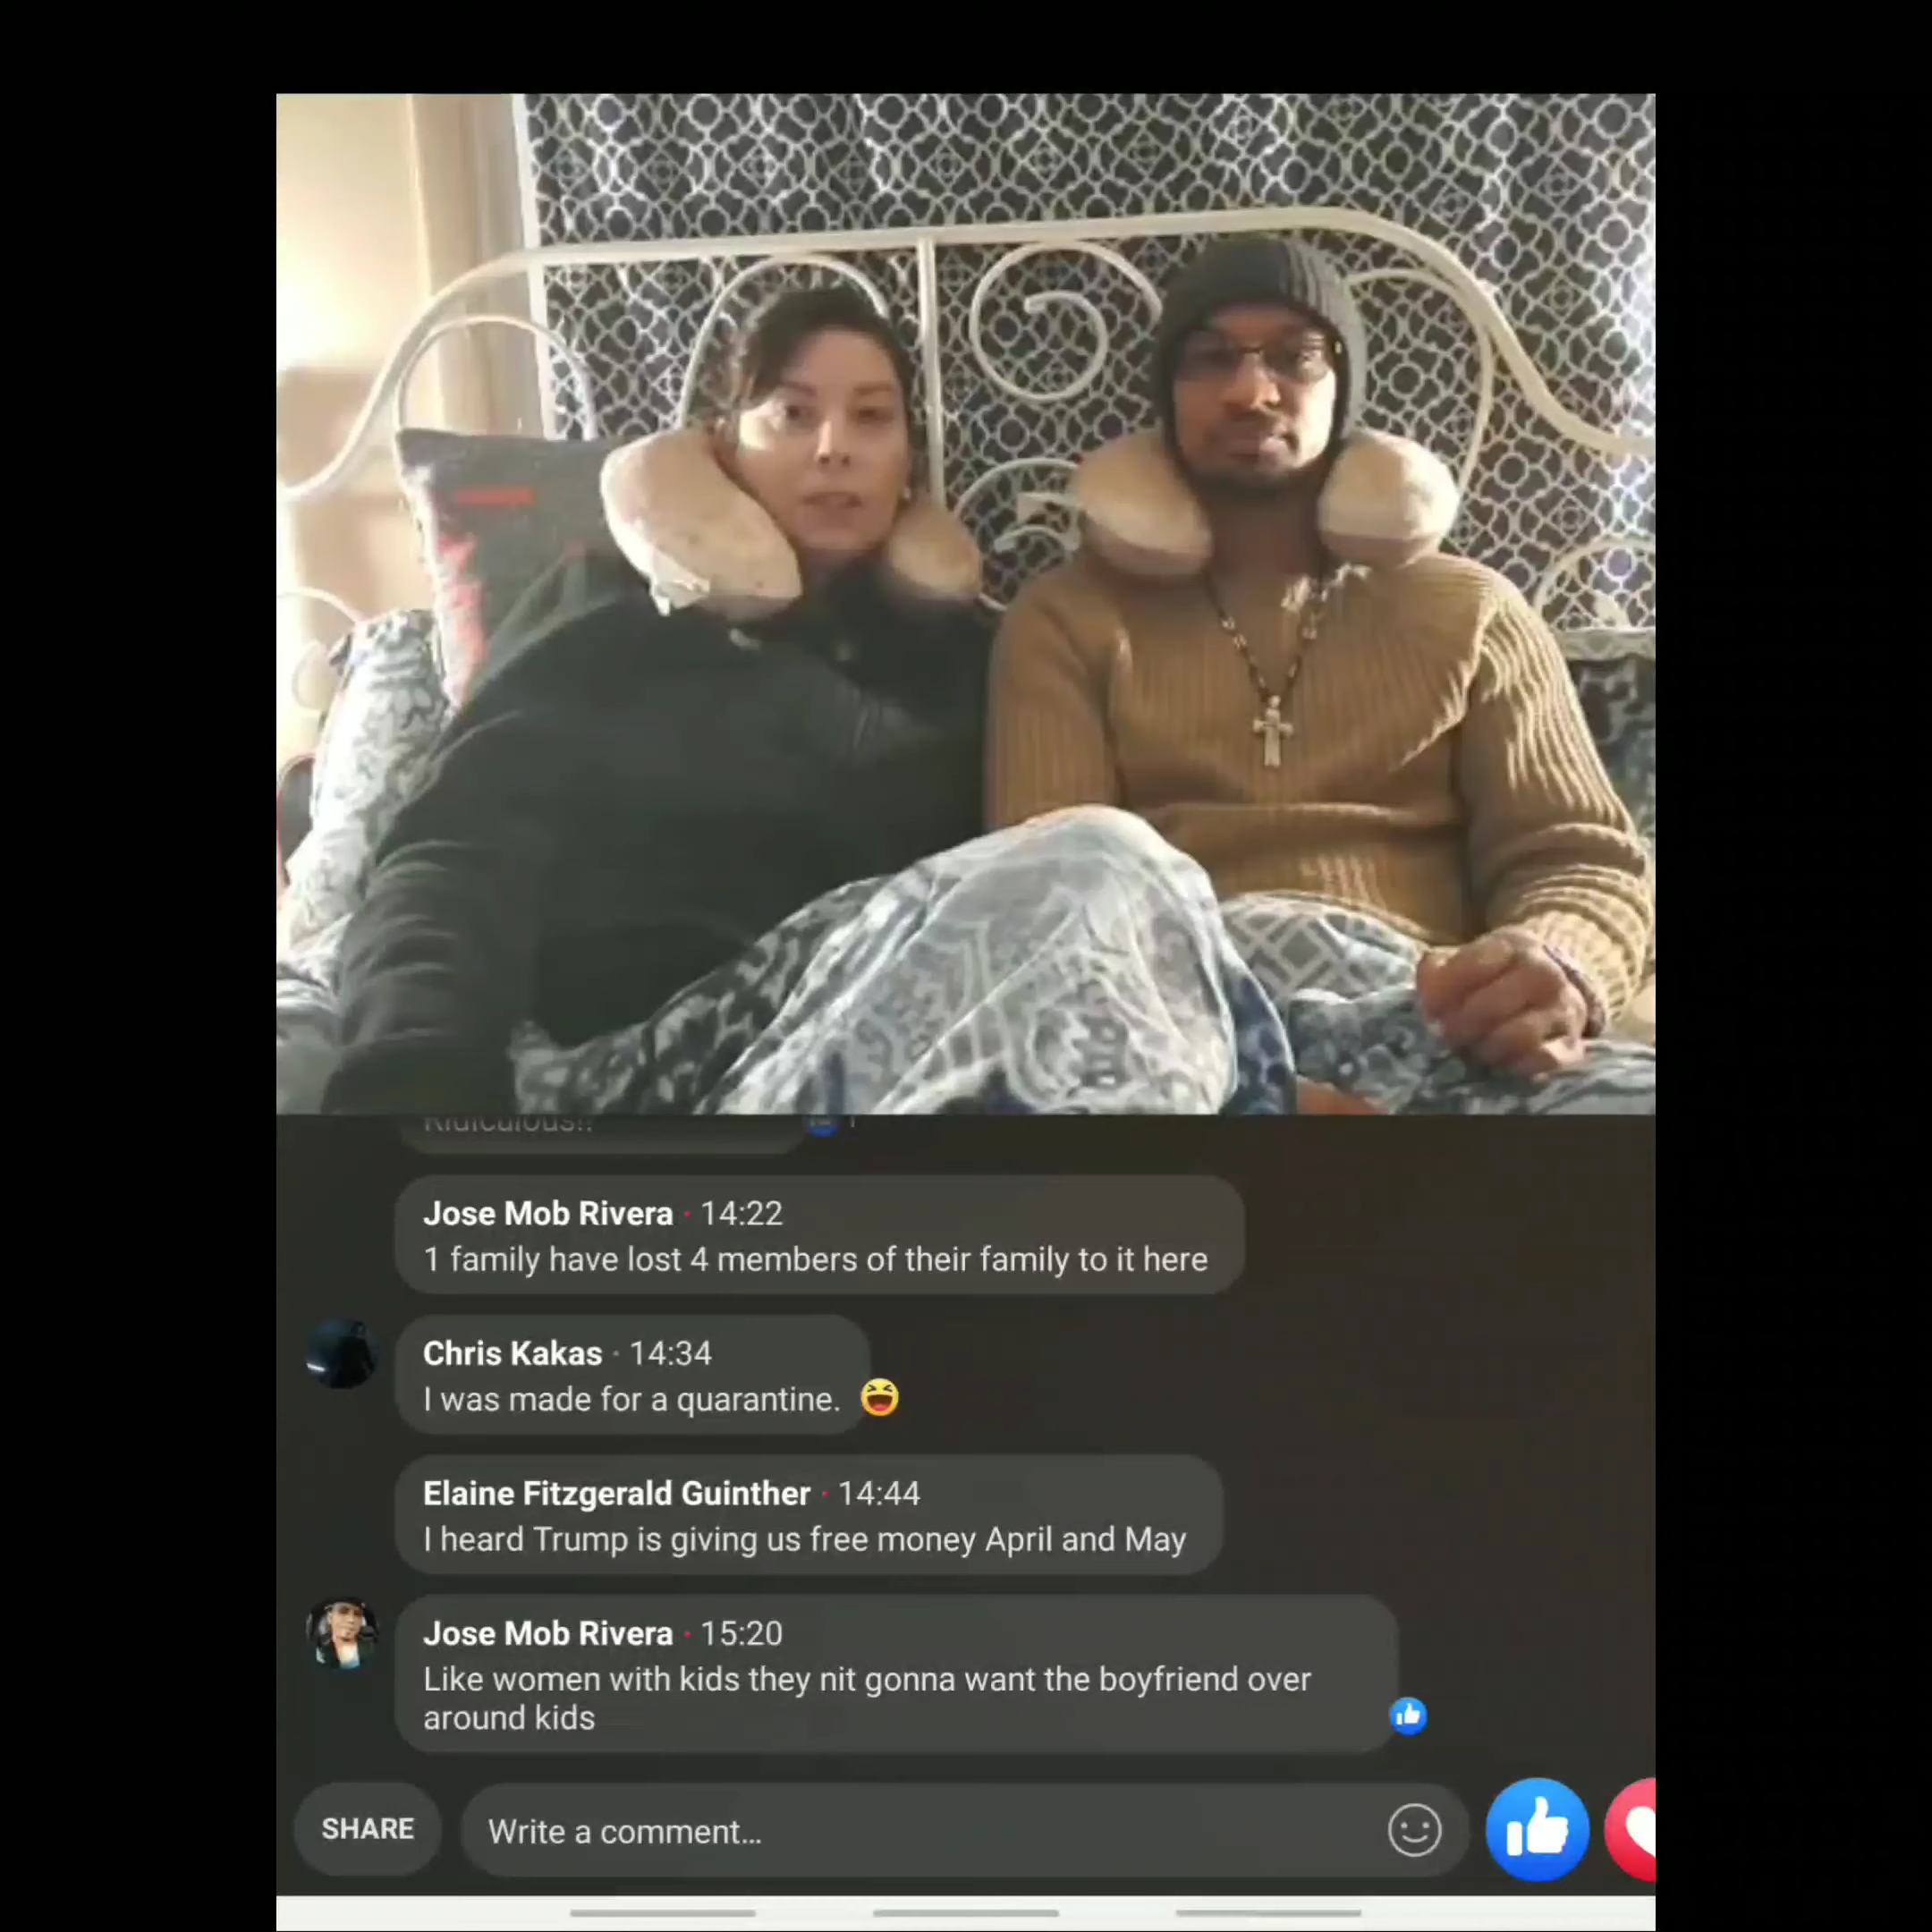 Ridiculous!!
Jose Mob Rivera · 14:22
1 family have lost 4 members of their family to it here
Chris Kakas · 14:34
I was made for a quarantine.
Elaine Fitzgerald Guinther · 14:44
I heard Trump is giving us free money April and May
Jose Mob Rivera · 15:20
Like women with kids they nit gonna want the boyfriend over
around kids
SHARE
Write a comment...